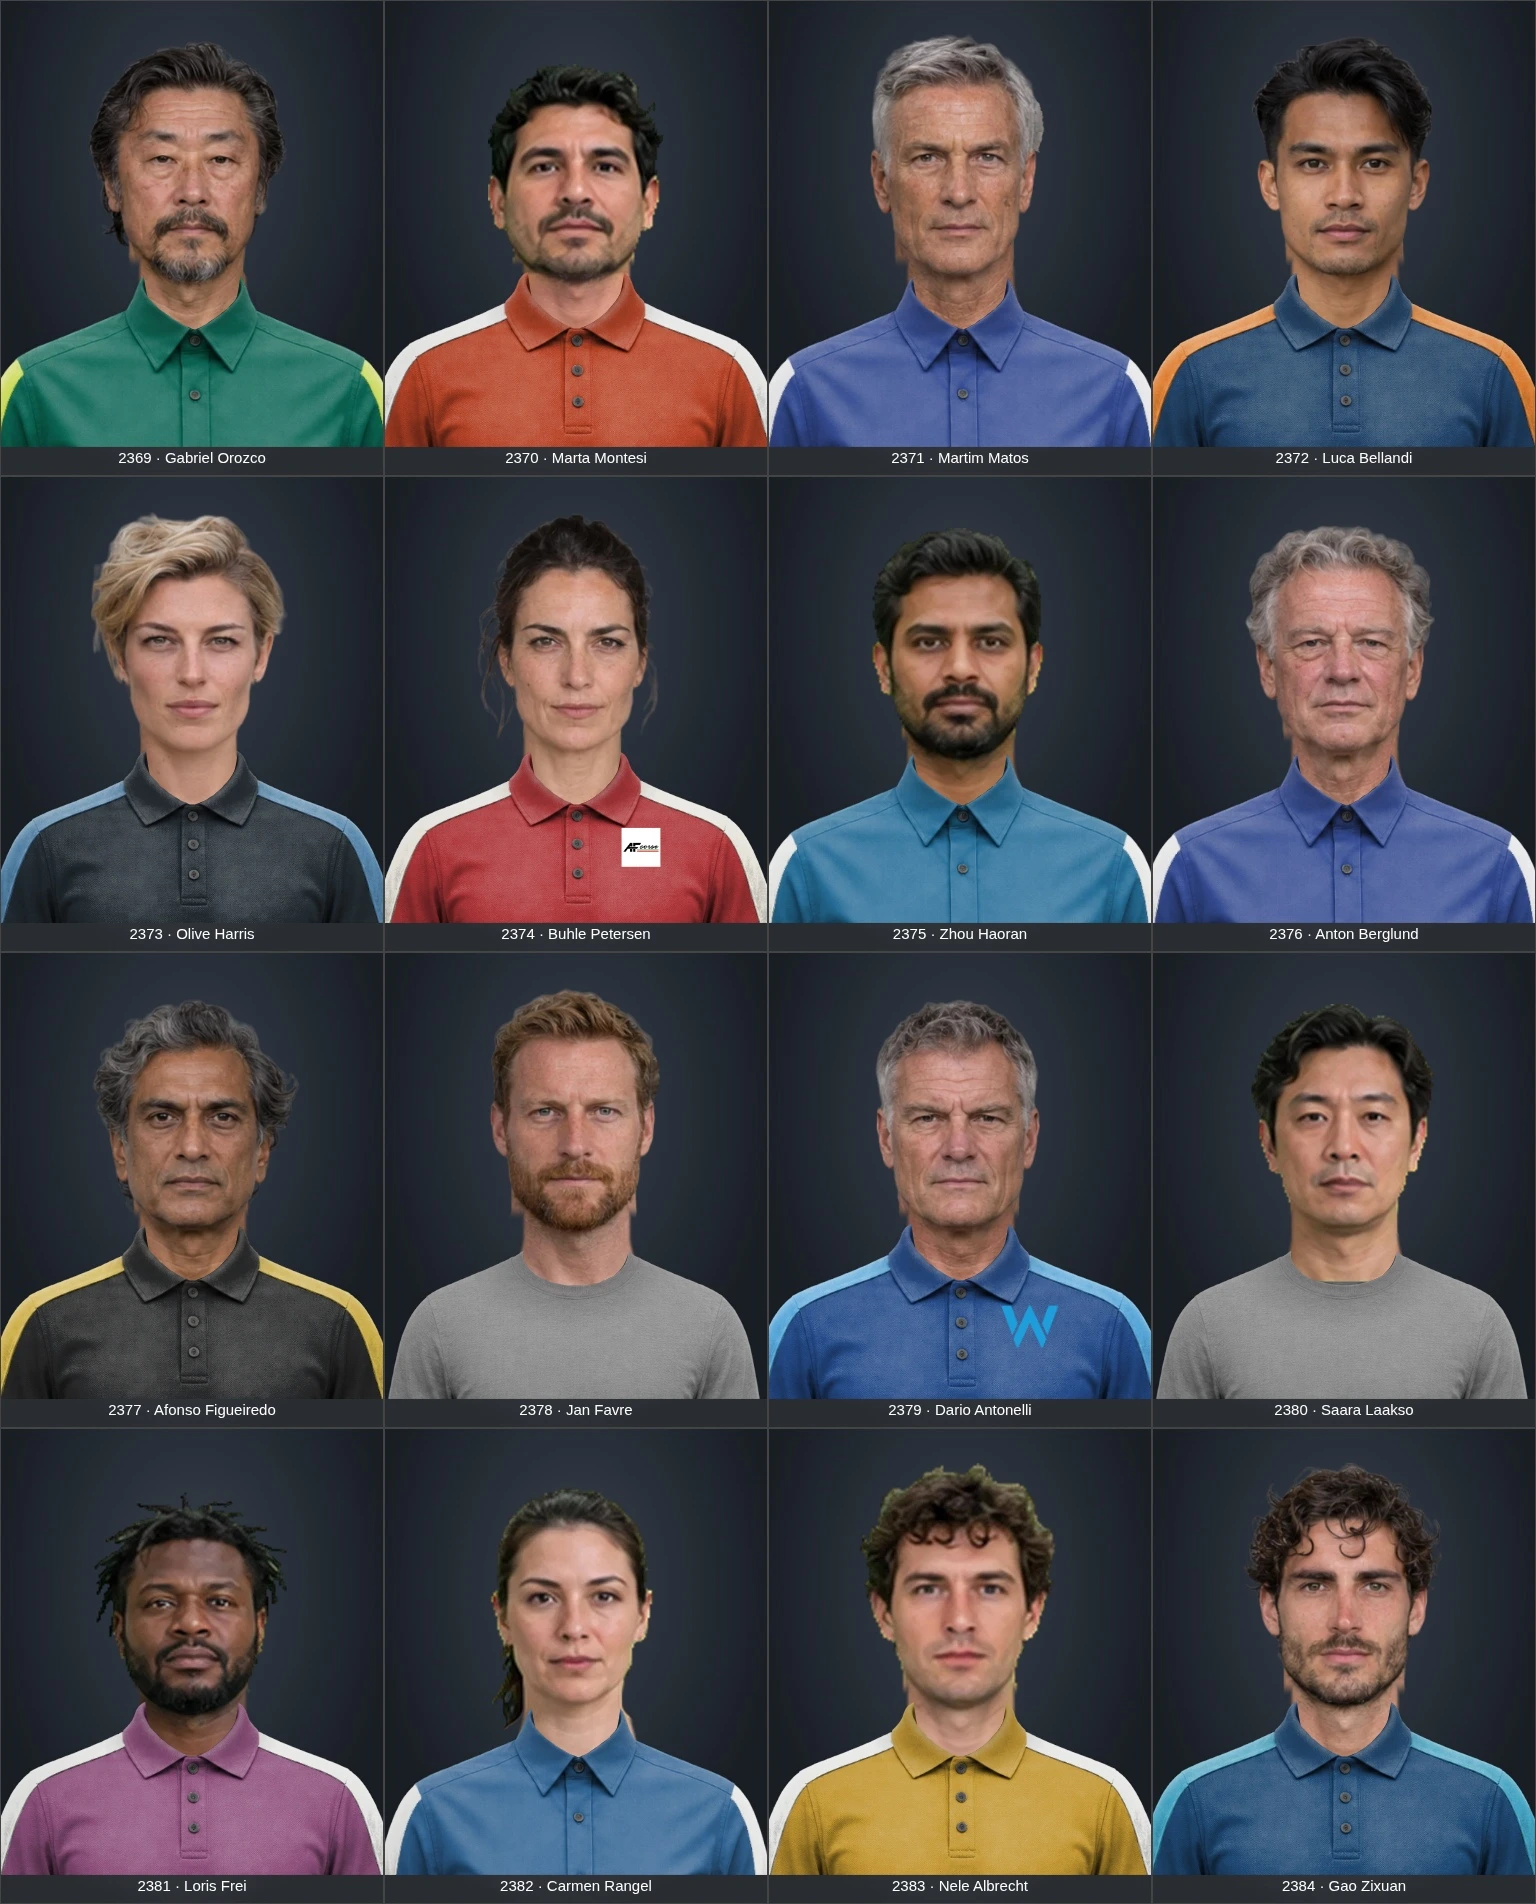 2369 · Gabriel Orozco
2370 · Marta Montesi
2371 · Martim Matos
2372 · Luca Bellandi
2373 · Olive Harris
2374 · Buhle Petersen
AF corse
2375 · Zhou Haoran
2376 · Anton Berglund
2377 · Afonso Figueiredo
2378 · Jan Favre
2379 · Dario Antonelli
W
2380 · Saara Laakso
2381 · Loris Frei
2382 · Carmen Rangel
2383 · Nele Albrecht
2384 · Gao Zixuan